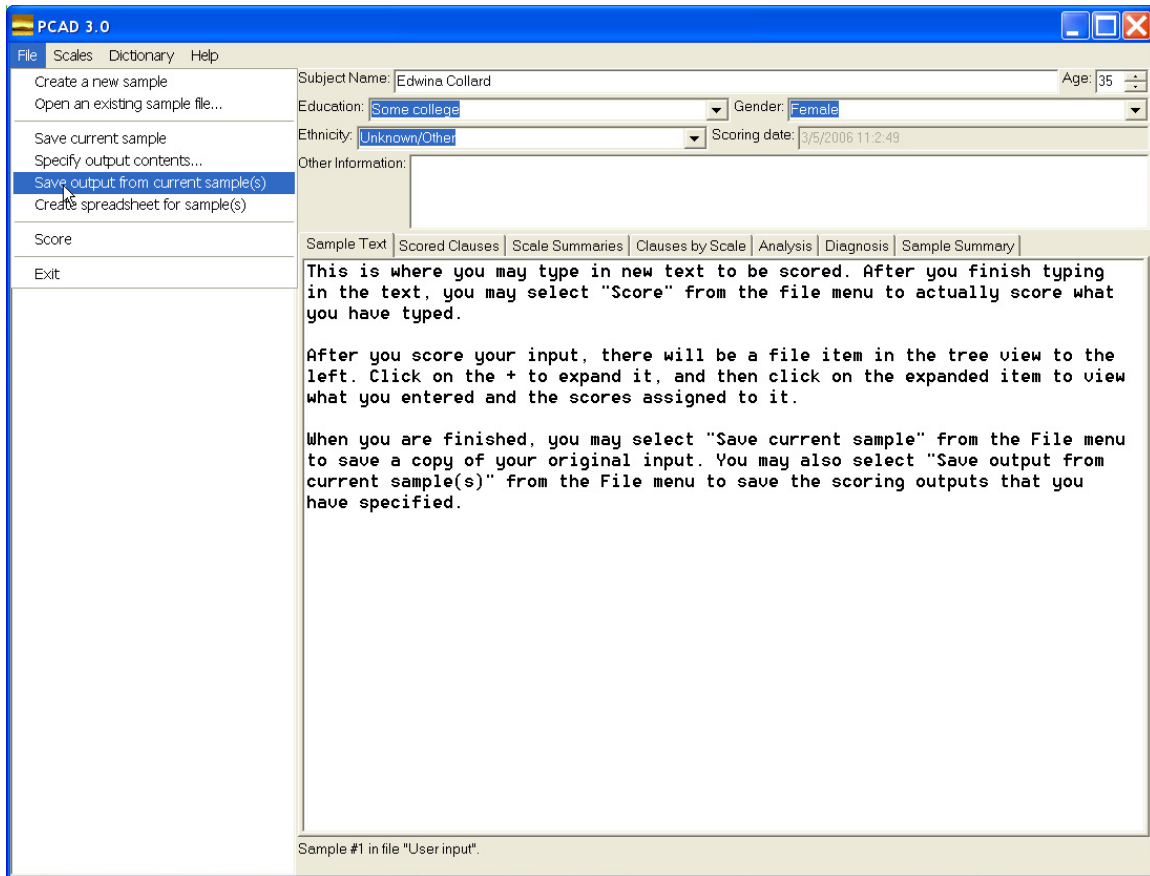 PCAD 3.0
File Scales Dictionary Help
Create a new sample
Open an existing sample file...
Save current sample
Specify output contents...
Save output from current sample(s)
Create spreadsheet for sample(s)
Score
Exit
Subject Name: Edwina Collard Age: 35
Education: Some college Gender: Female
Ethnicity: Unknown/Other Scoring date: 3/5/2006 11:2:49
Other Information:
Sample Text Scored Clauses Scale Summaries Clauses by Scale Analysis Diagnosis Sample Summary
This is where you may type in new text to be scored. After you finish typing
in the text, you may select "Score" from the file menu to actually score what
you have typed.
After you score your input, there will be a file item in the tree view to the
left. Click on the + to expand it, and then click on the expanded item to view
what you entered and the scores assigned to it.
When you are finished, you may select "Save current sample" from the File menu
to save a copy of your original input. You may also select "Save output from
current sample(s)" from the File menu to save the scoring outputs that you
have specified.
Sample #1 in file "User input".